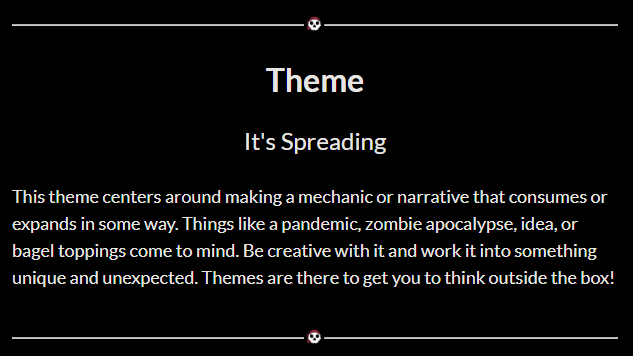 Theme
It's Spreading
This theme centers around making a mechanic or narrative that consumes or
expands in some way. Things like a pandemic, zombie apocalypse, idea, or
bagel toppings come to mind. Be creative with it and work it into something
unique and unexpected. Themes are there to get you to think outside the box!